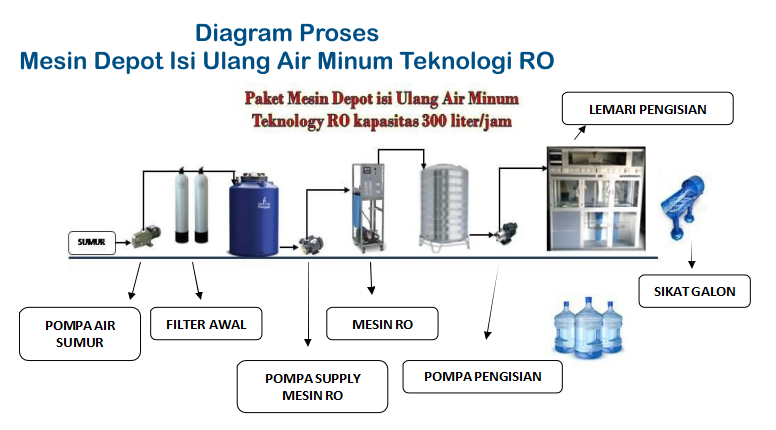 Diagram Proses
Mesin Depot Isi Ulang Air Minum Teknologi RO
Paket Mesin Depot isi Ulang Air Minum
Teknology RO kapasitas 300 liter/jam
LEMARI PENGISIAN
SUMUR
SIKAT GALON
POMPA AIR
SUMUR
FILTER AWAL
MESIN RO
POMPA SUPPLY
MESIN RO
POMPA PENGISIAN